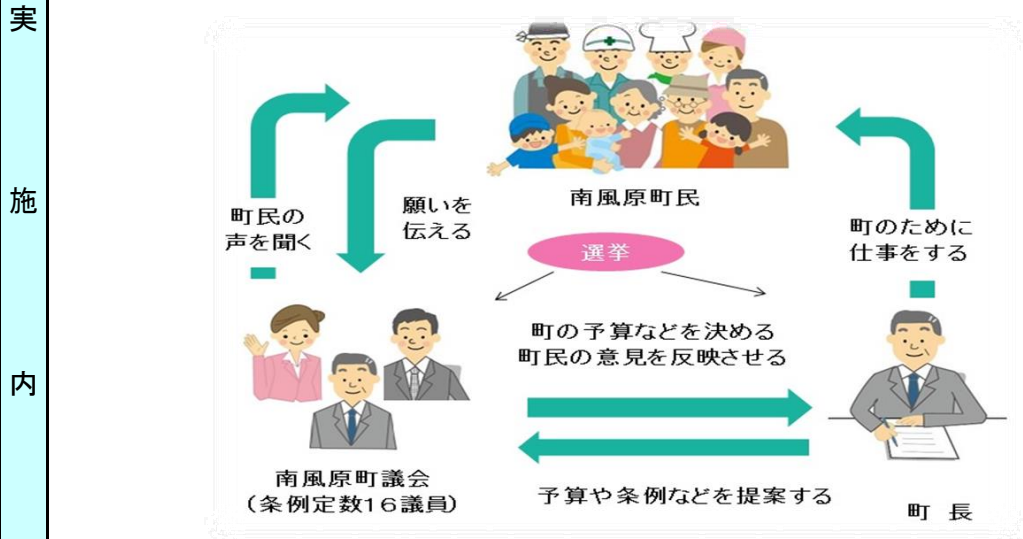 実
施
内
南風原町民
町民の
声を聞く
願いを
伝える
選挙
町のために
仕事をする
町の予算などを決める
町民の意見を反映させる
南風原町議会
(条例定数16議員)
予算や条例などを提案する
町 長